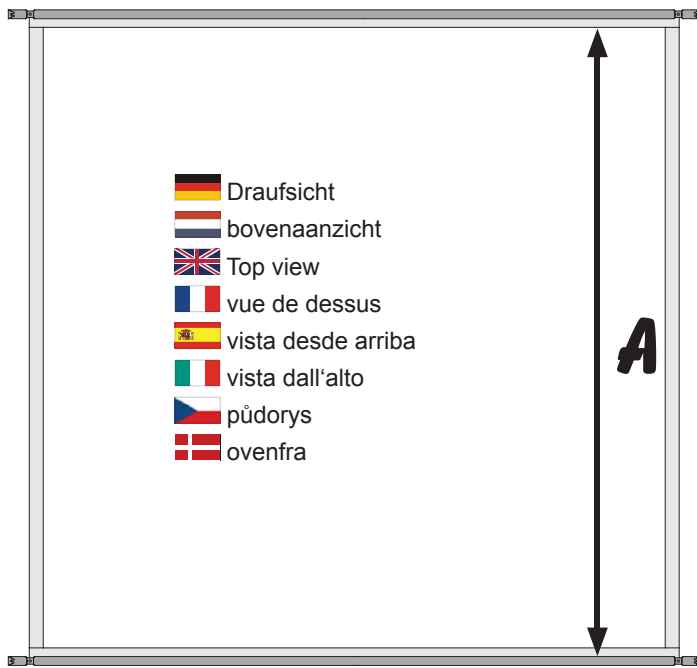 Draufsicht
bovenaanzicht
Top view
vue de dessus
vista desde arriba
vista dall‘alto
půdorys
ovenfra
A